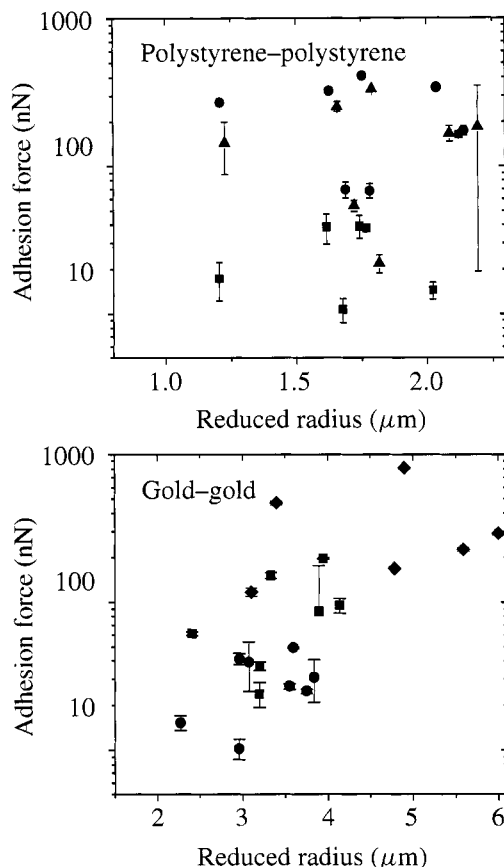 1000
Polystyrene–polystyrene
Adhesion force (nN)
100
10
1.0 1.5 2.0
Reduced radius (μm)
1000
Gold–gold
Adhesion force (nN)
100
10
2 3 4 5 6
Reduced radius (μm)